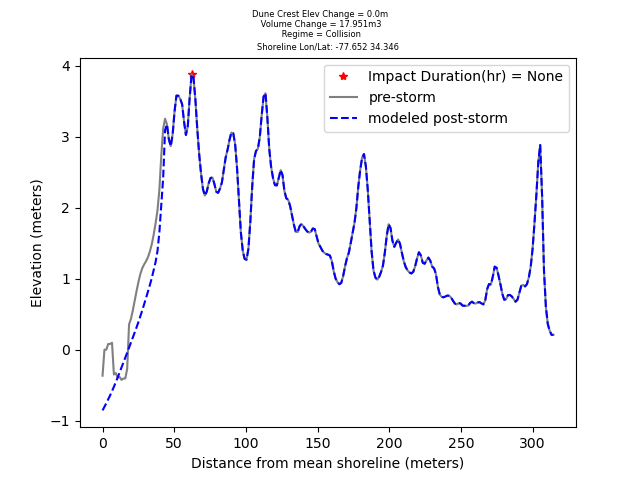 Dune Crest Elev Change = 0.0m
Volume Change = 17.951m3
Regime = Collision
Shoreline Lon/Lat: -77.652 34.346
Impact Duration(hr) = None
pre-storm
modeled post-storm
Elevation (meters)
4
3
2
1
0
−1
0 50 100 150 200 250 300
Distance from mean shoreline (meters)